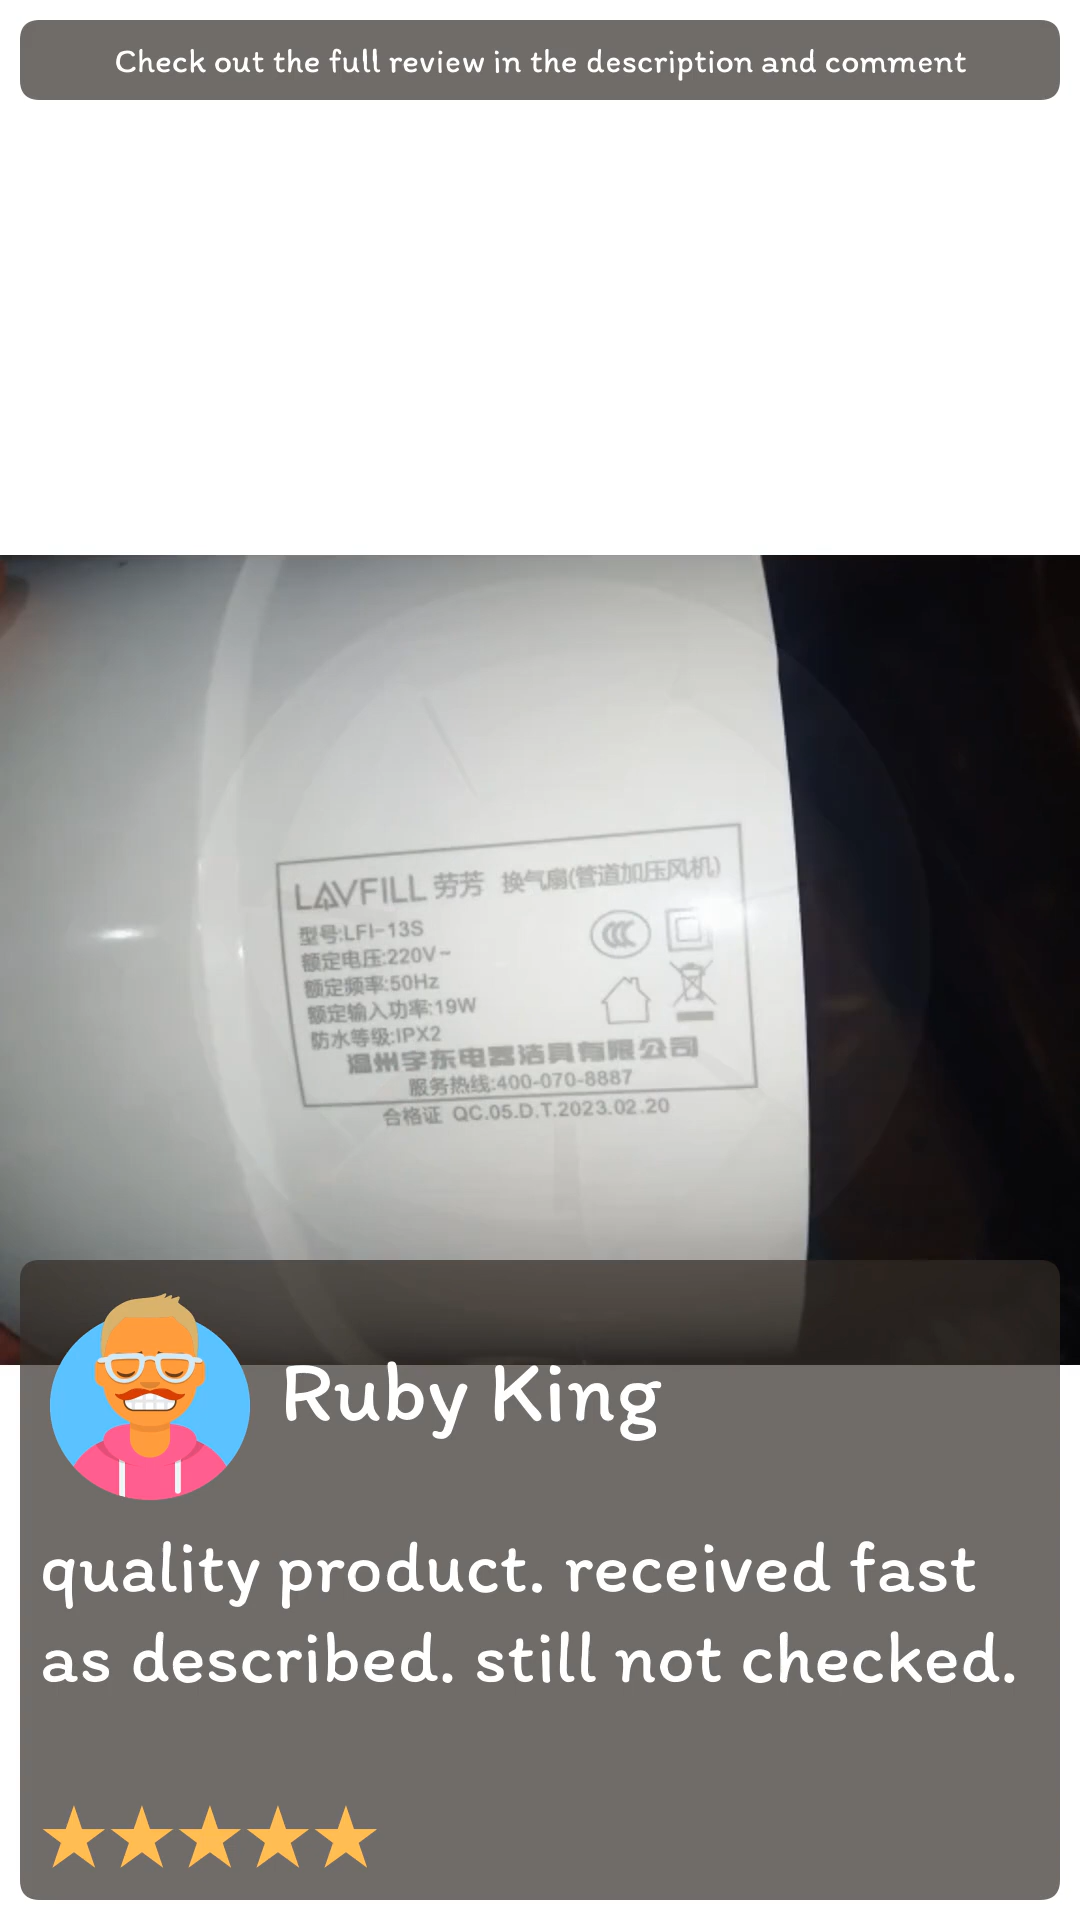 Check out the full review in the description and comment
LAVFILL 劳芳 换气扇(管道加压风机)
型号:LFI-13S
额定电压:220V~
额定频率:50Hz
额定输入功率:19W
防水等级:IPX2
温州宇东电器洁具有限公司
服务热线:400-070-8887
合格证 QC.05.D.T.2023.02.20
Ruby King
quality product. received fast
as described. still not checked.